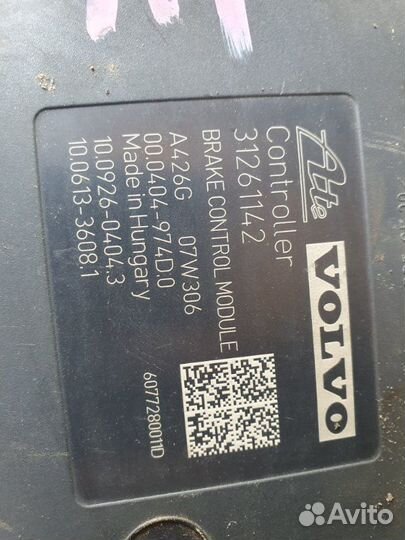 Ate VOLVO
Controller
31261142
BRAKE CONTROL MODULE
A426G 07W306
00.0404-974D.0
Made in Hungary
10.0926-0404.3
10.0613-3608.1
6077280011D
Avito